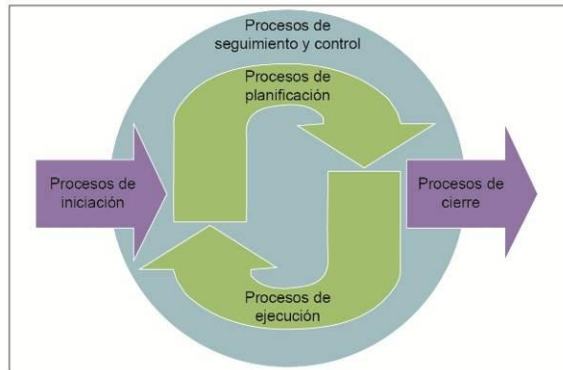 Procesos de
seguimiento y control
Procesos de
planificación
Procesos de
iniciación
Procesos de
cierre
Procesos de
ejecución